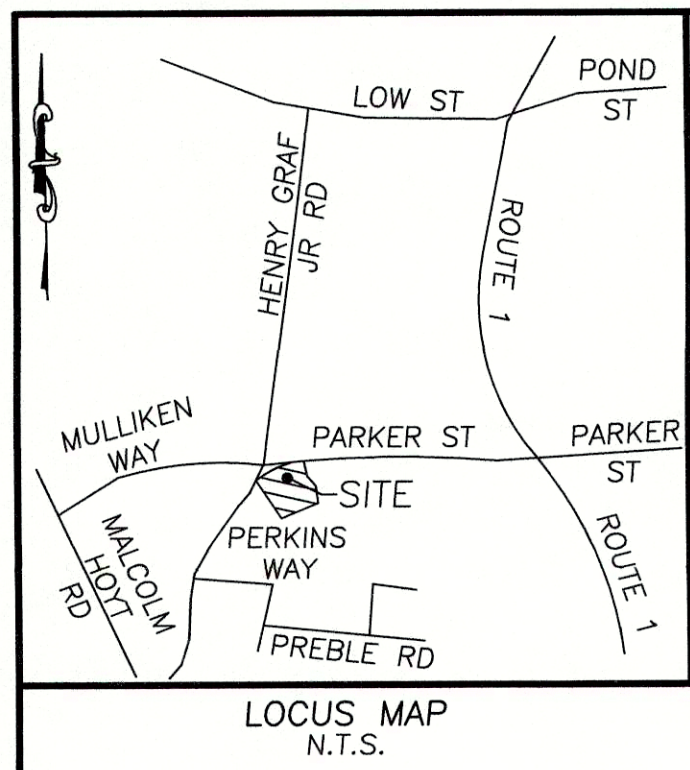 POND
ST
LOW ST
HENRY GRAF
JR RD
ROUTE 1
MULLIKEN
WAY
PARKER ST
PARKER
ST
SITE
MALCOLM
HOYT
RD
PERKINS
WAY
ROUTE 1
PREBLE RD
LOCUS MAP
N.T.S.